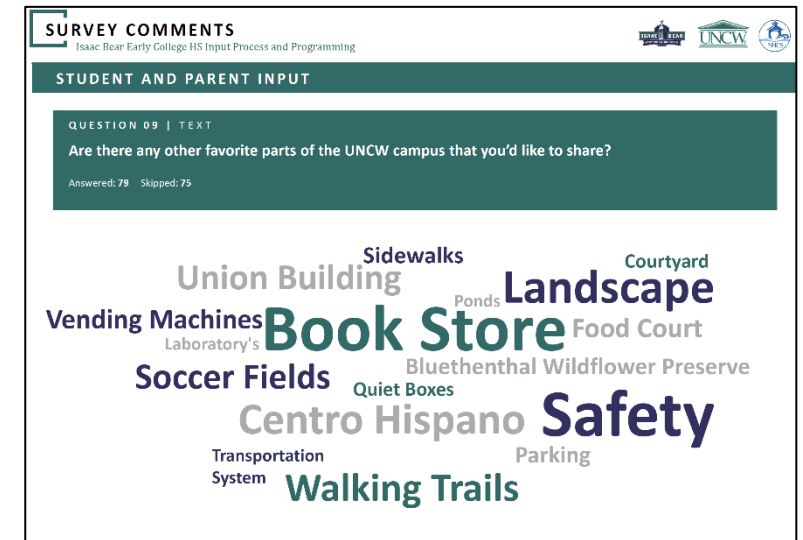 SURVEY COMMENTS
Isaac Bear Early College HS Input Process and Programming
ISAAC BEAR
UNCW
NHCS
STUDENT AND PARENT INPUT
QUESTION 09 | TEXT
Are there any other favorite parts of the UNCW campus that you'd like to share?
Answered: 79 Skipped: 75
Sidewalks
Union Building
Courtyard
Ponds
Landscape
Vending Machines
Book Store
Food Court
Laboratory's
Bluethenthal Wildflower Preserve
Soccer Fields
Quiet Boxes
Centro Hispano
Safety
Transportation
System
Parking
Walking Trails